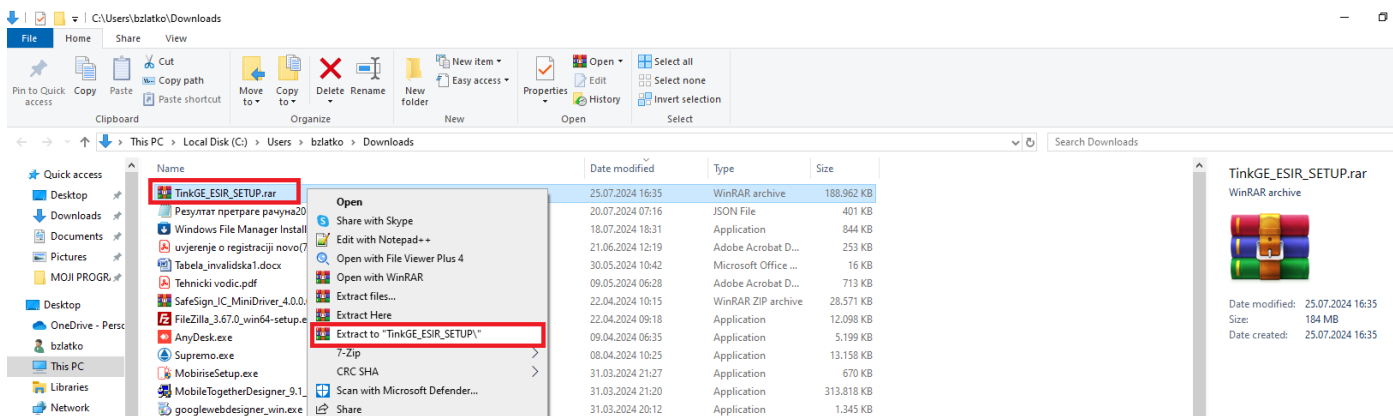 C:\Users\bzlatko\Downloads
File Home Share View
Pin to Quick access
Copy
Paste
Cut
Copy path
Paste shortcut
Clipboard
Move to
Copy to
Delete
Rename
Organize
New folder
New item
Easy access
New
Properties
Open
Edit
History
Open
Select all
Select none
Invert selection
Select
This PC > Local Disk (C:) > Users > bzlatko > Downloads
Search Downloads
Quick access
Desktop
Downloads
Documents
Pictures
MOJI PROGR
Desktop
OneDrive - Persc
bzlatko
This PC
Libraries
Network
Name Date modified Type Size
TinkGE_ESIR_SETUP.rar 25.07.2024 16:35 WinRAR archive 188.962 KB
Резултат претраге рачуна20 20.07.2024 07:16 JSON File 401 KB
Windows File Manager Install 18.07.2024 18:31 Application 844 KB
uvjerenje o registraciji novo(7 21.06.2024 12:19 Adobe Acrobat D... 253 KB
Tabela_invalidska1.docx 30.05.2024 10:42 Microsoft Office ... 16 KB
Tehnicki vodic.pdf 09.05.2024 06:28 Adobe Acrobat D... 713 KB
SafeSign_IC_MiniDriver_4.0.0. 22.04.2024 10:15 WinRAR ZIP archive 28.571 KB
FileZilla_3.67.0_win64-setup.e 22.04.2024 09:18 Application 12.098 KB
AnyDesk.exe 09.04.2024 06:35 Application 5.199 KB
Supremo.exe 08.04.2024 10:25 Application 13.158 KB
MobiriseSetup.exe 31.03.2024 21:27 Application 670 KB
MobileTogetherDesigner_9.1_ 31.03.2024 21:20 Application 313.818 KB
googlewebdesigner_win.exe 31.03.2024 20:12 Application 1.345 KB
Open
Share with Skype
Edit with Notepad++
Open with File Viewer Plus 4
Open with WinRAR
Extract files...
Extract Here
Extract to "TinkGE_ESIR_SETUP\"
7-Zip
CRC SHA
Scan with Microsoft Defender...
Share
TinkGE_ESIR_SETUP.rar
WinRAR archive
Date modified: 25.07.2024 16:35
Size: 184 MB
Date created: 25.07.2024 16:35